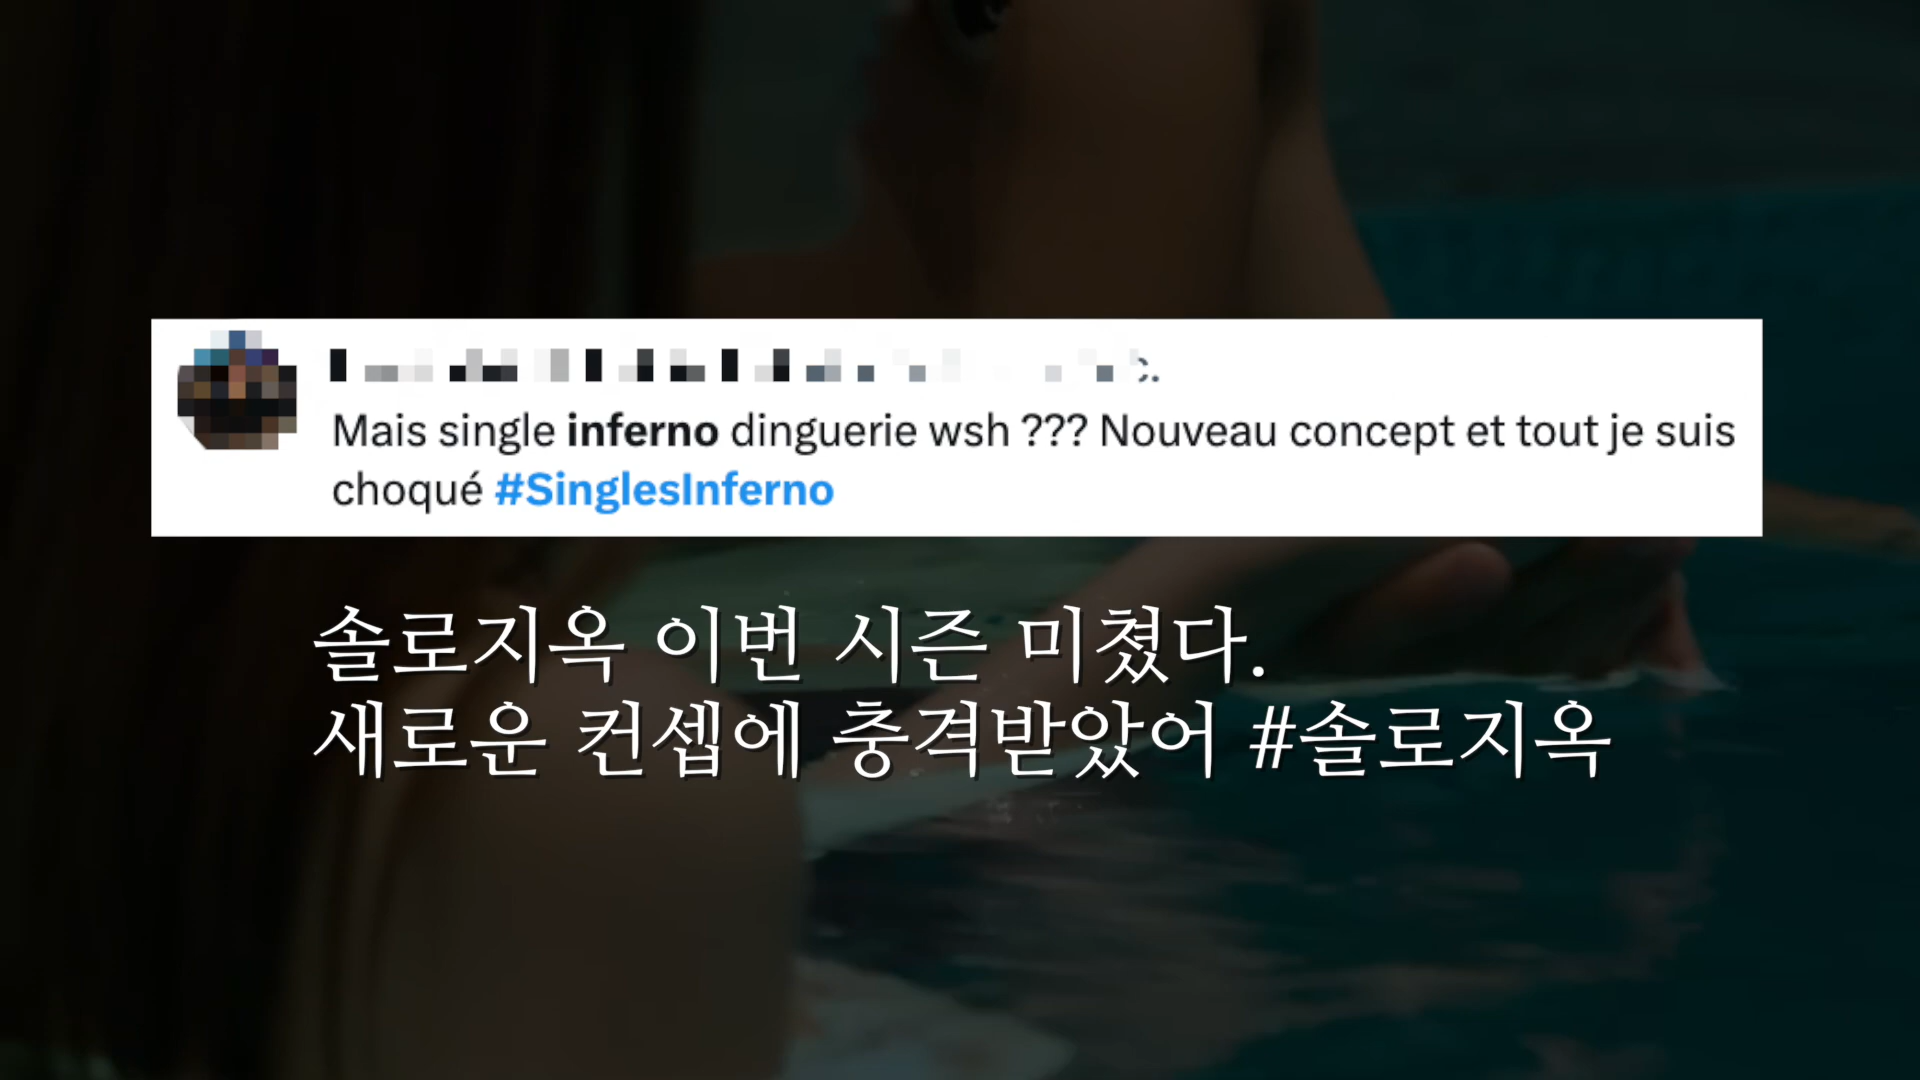 Mais single inferno dinguerie wsh ??? Nouveau concept et tout je suis
choqué #SinglesInferno
솔로지옥 이번 시즌 미쳤다.
새로운 컨셉에 충격받았어 #솔로지옥